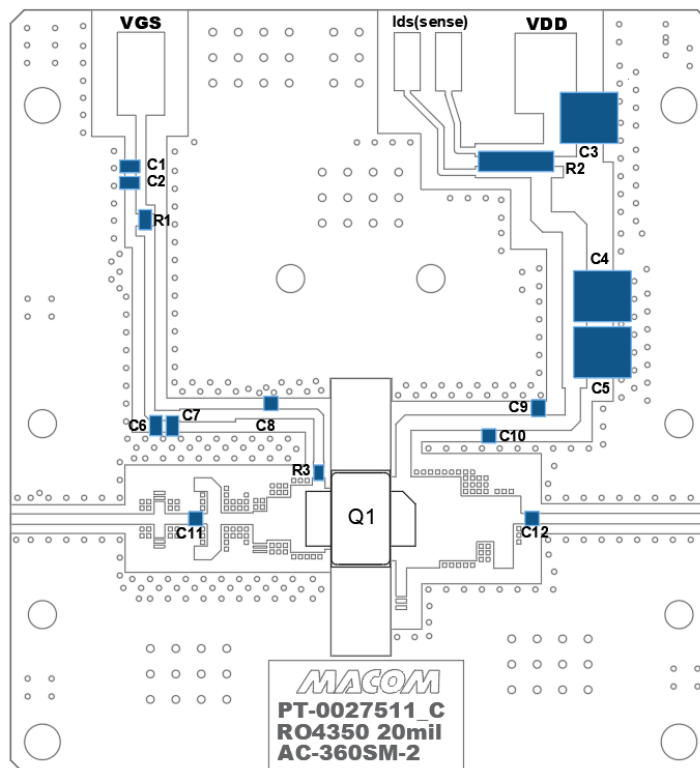 VGS
Ids(sense)
VDD
C1
C2
C3
R2
R1
C4
C5
C6
C7
C8
C9
C10
R3
Q1
C11
C12
MACOM
PT-0027511_C
RO4350 20mil
AC-360SM-2